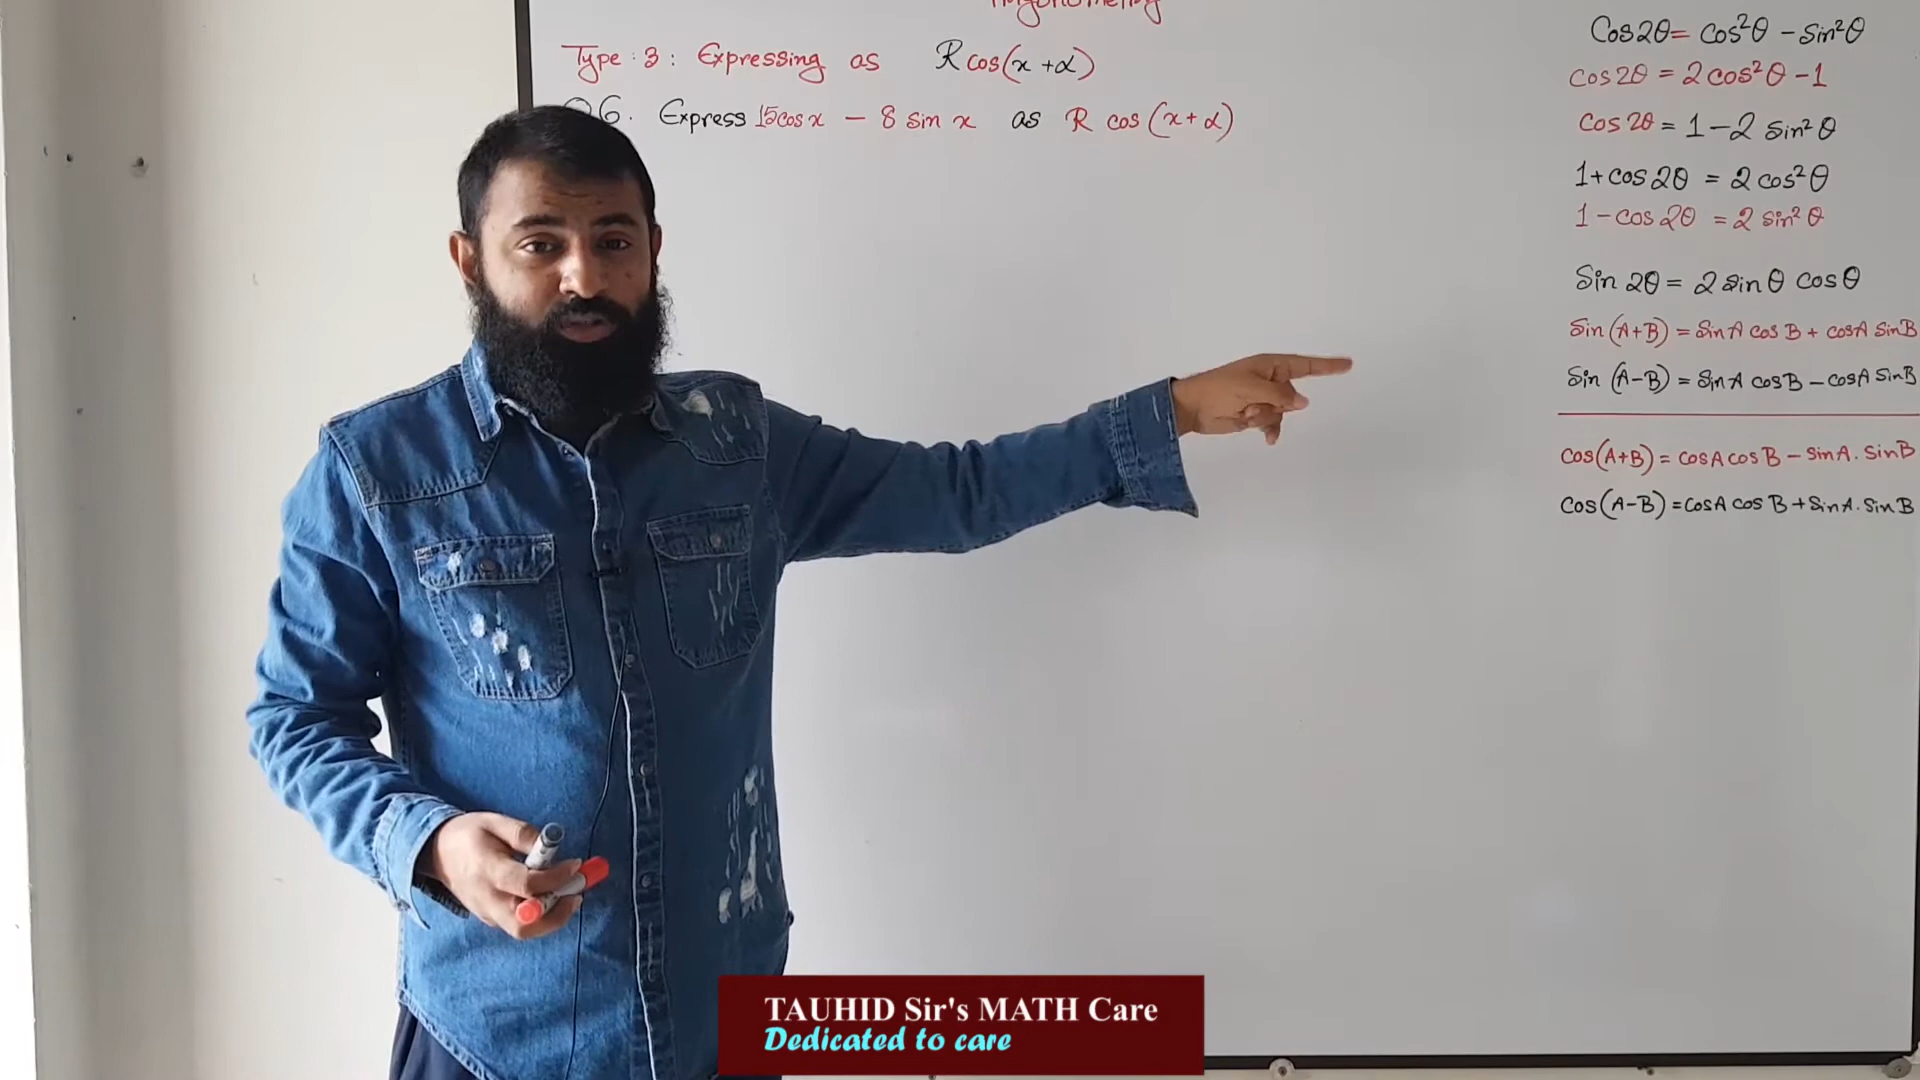 Trigonometry
Type : 3 : Expressing as R cos(x + α)
Q6. Express 15cos x − 8 sin x as R cos (x + α)
Cos2θ = cos²θ − sin²θ
cos2θ = 2cos²θ − 1
cos 2θ = 1 − 2 sin²θ
1 + cos 2θ = 2 cos²θ
1 − cos 2θ = 2 sin²θ
Sin 2θ = 2 sin θ cos θ
Sin (A+B) = Sin A cos B + cosA SinB
Sin (A−B) = Sin A cosB − cosA SinB
cos(A+B) = cosA cos B − sinA. sinB
cos(A−B) = cosA cos B + SinA. Sin B
TAUHID Sir's MATH Care
Dedicated to care